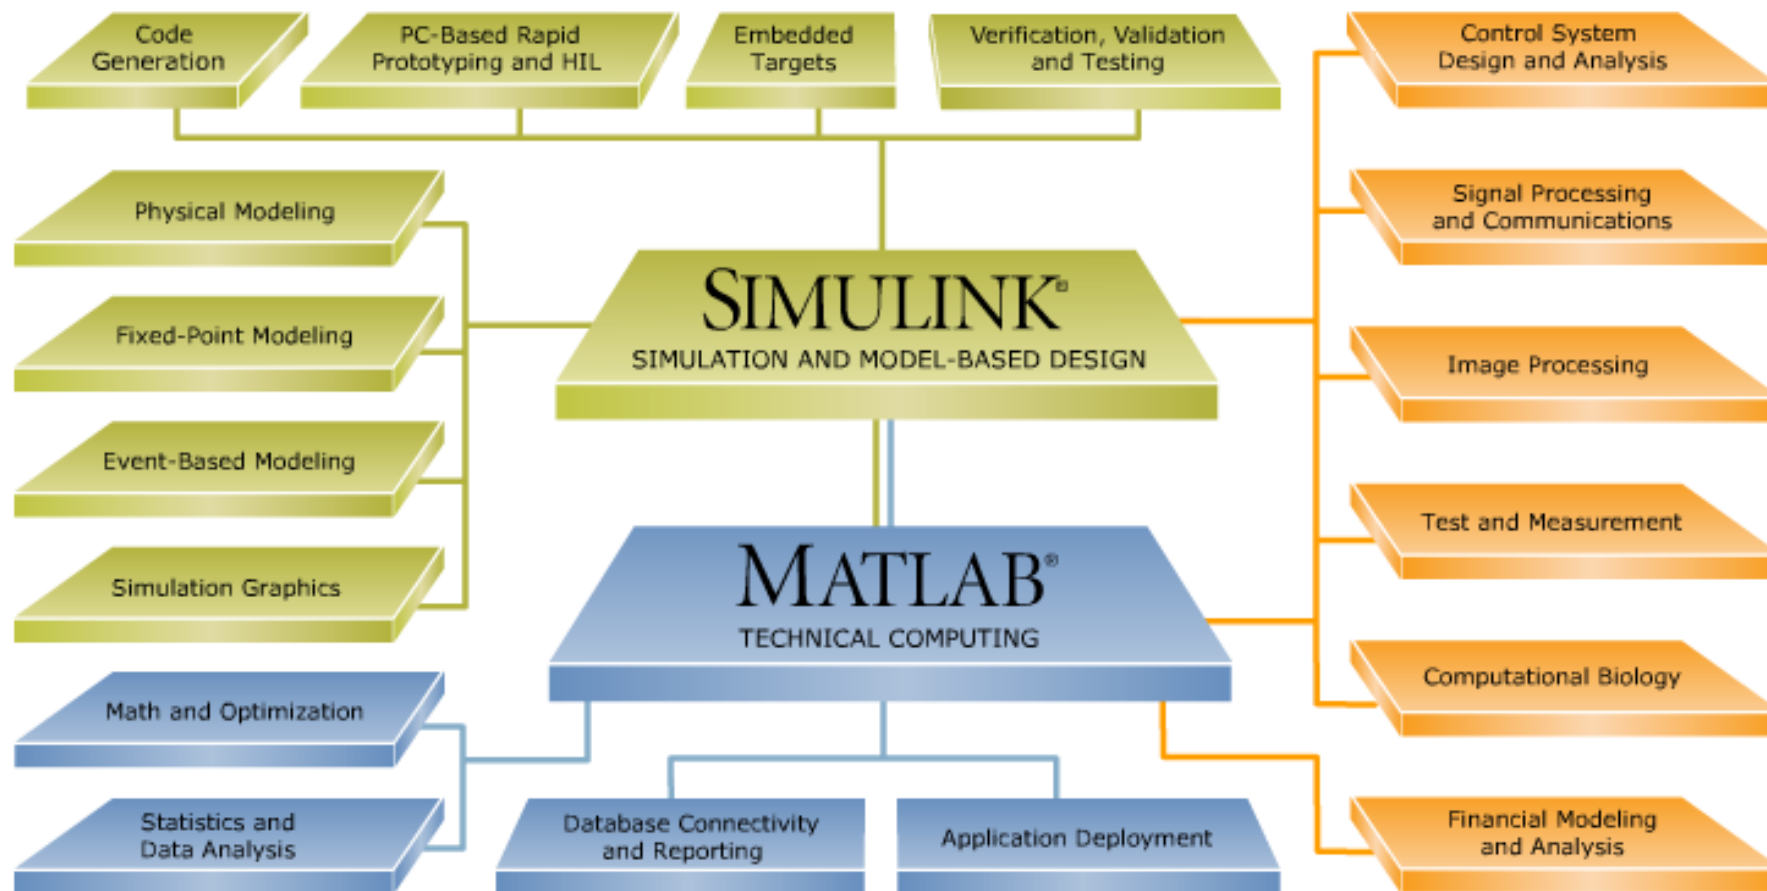 Code
Generation
PC-Based Rapid
Prototyping and HIL
Embedded
Targets
Verification, Validation
and Testing
Control System
Design and Analysis
Physical Modeling
Signal Processing
and Communications
SIMULINK®
SIMULATION AND MODEL-BASED DESIGN
Fixed-Point Modeling
Image Processing
Event-Based Modeling
Test and Measurement
Simulation Graphics
MATLAB®
TECHNICAL COMPUTING
Computational Biology
Math and Optimization
Statistics and
Data Analysis
Database Connectivity
and Reporting
Application Deployment
Financial Modeling
and Analysis